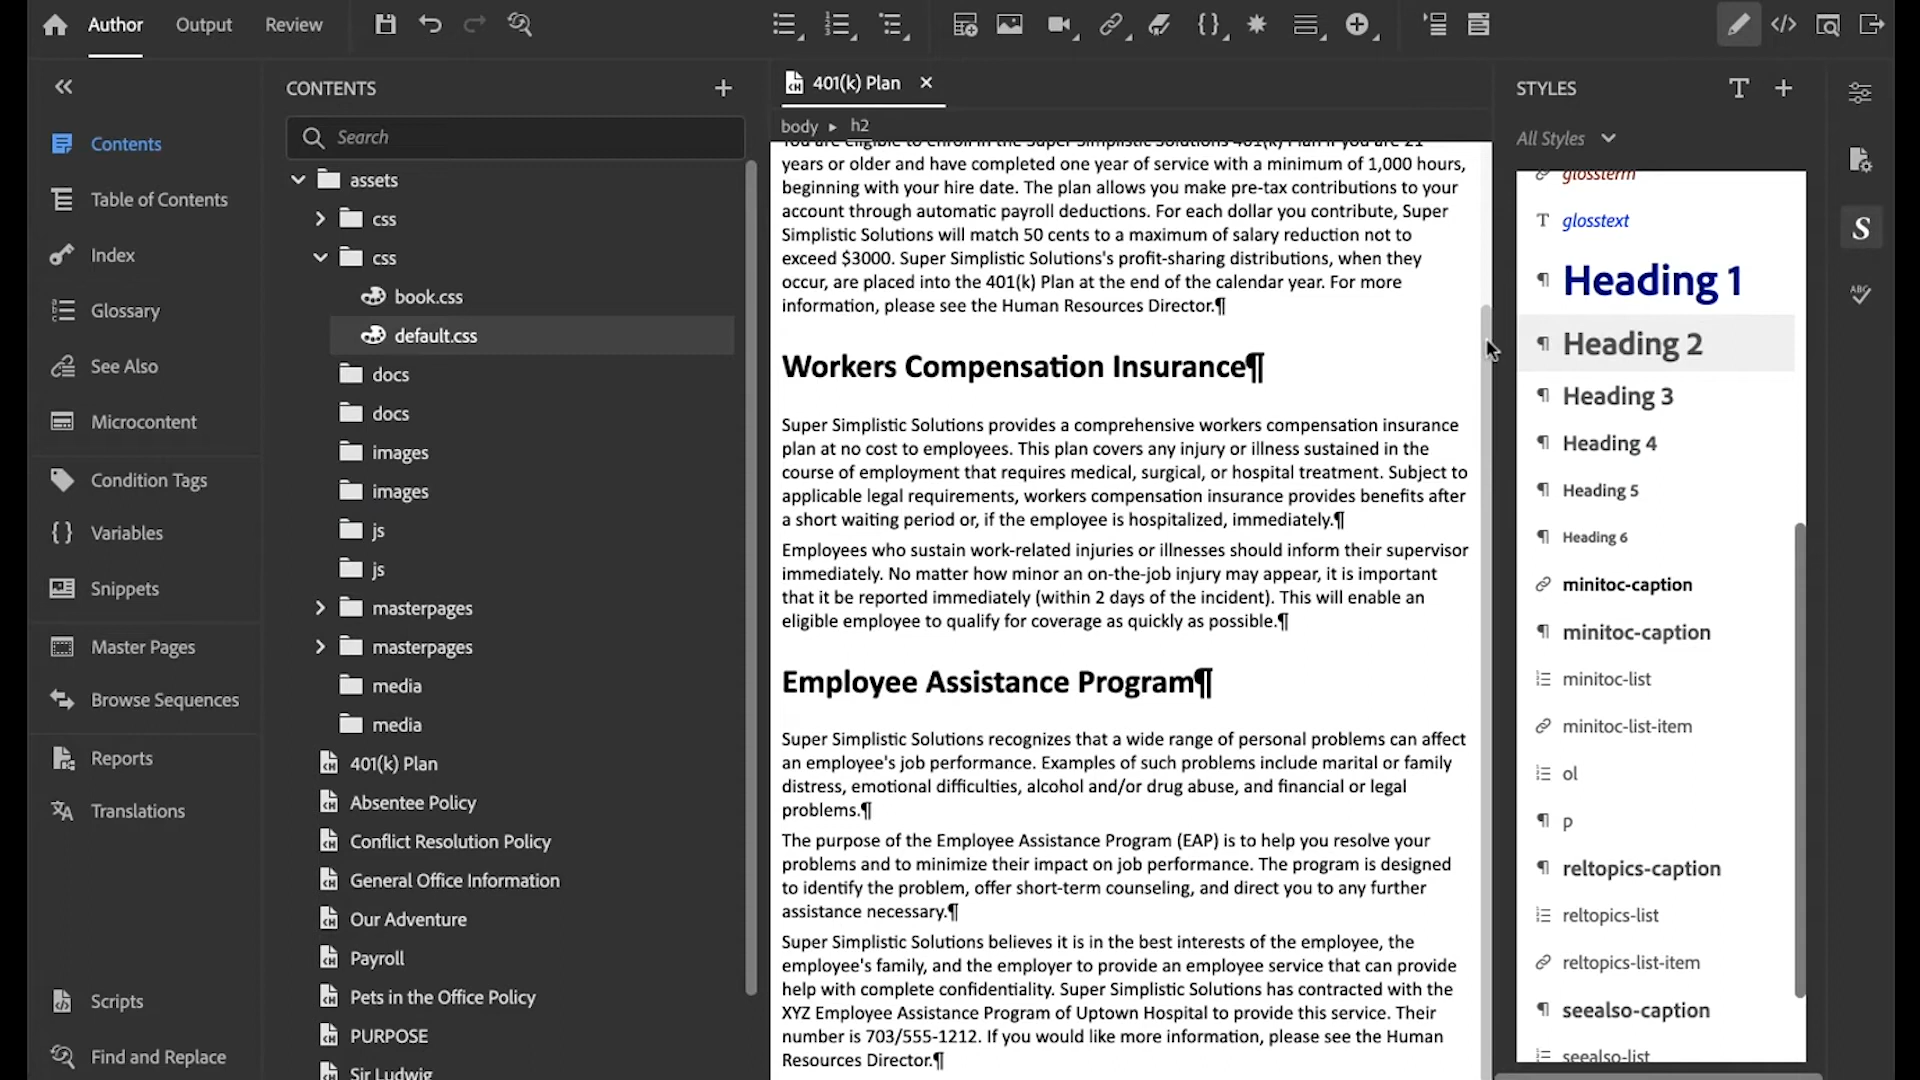 Author Output Review
Contents
Table of Contents
Index
Glossary
See Also
Microcontent
Condition Tags
Variables
Snippets
Master Pages
Browse Sequences
Reports
Translations
Scripts
Find and Replace
CONTENTS
Search
assets
css
css
book.css
default.css
docs
docs
images
images
js
js
masterpages
masterpages
media
media
401(k) Plan
Absentee Policy
Conflict Resolution Policy
General Office Information
Our Adventure
Payroll
Pets in the Office Policy
PURPOSE
Sir Ludwig
401(k) Plan
body ▸ h2
You are eligible to enroll in the Super Simplistic Solutions 401(k) Plan if you are 21
years or older and have completed one year of service with a minimum of 1,000 hours,
beginning with your hire date. The plan allows you make pre-tax contributions to your
account through automatic payroll deductions. For each dollar you contribute, Super
Simplistic Solutions will match 50 cents to a maximum of salary reduction not to
exceed $3000. Super Simplistic Solutions's profit-sharing distributions, when they
occur, are placed into the 401(k) Plan at the end of the calendar year. For more
information, please see the Human Resources Director.¶
Workers Compensation Insurance¶
Super Simplistic Solutions provides a comprehensive workers compensation insurance
plan at no cost to employees. This plan covers any injury or illness sustained in the
course of employment that requires medical, surgical, or hospital treatment. Subject to
applicable legal requirements, workers compensation insurance provides benefits after
a short waiting period or, if the employee is hospitalized, immediately.¶
Employees who sustain work-related injuries or illnesses should inform their supervisor
immediately. No matter how minor an on-the-job injury may appear, it is important
that it be reported immediately (within 2 days of the incident). This will enable an
eligible employee to qualify for coverage as quickly as possible.¶
Employee Assistance Program¶
Super Simplistic Solutions recognizes that a wide range of personal problems can affect
an employee's job performance. Examples of such problems include marital or family
distress, emotional difficulties, alcohol and/or drug abuse, and financial or legal
problems.¶
The purpose of the Employee Assistance Program (EAP) is to help you resolve your
problems and to minimize their impact on job performance. The program is designed
to identify the problem, offer short-term counseling, and direct you to any further
assistance necessary.¶
Super Simplistic Solutions believes it is in the best interests of the employee, the
employee's family, and the employer to provide an employee service that can provide
help with complete confidentiality. Super Simplistic Solutions has contracted with the
XYZ Employee Assistance Program of Uptown Hospital to provide this service. Their
number is 703/555-1212. If you would like more information, please see the Human
Resources Director.¶
STYLES
All Styles
glossterm
T glosstext
¶ Heading 1
¶ Heading 2
¶ Heading 3
¶ Heading 4
¶ Heading 5
¶ Heading 6
minitoc-caption
¶ minitoc-caption
minitoc-list
minitoc-list-item
ol
¶ p
¶ reltopics-caption
reltopics-list
reltopics-list-item
¶ seealso-caption
seealso-list
S
ABC